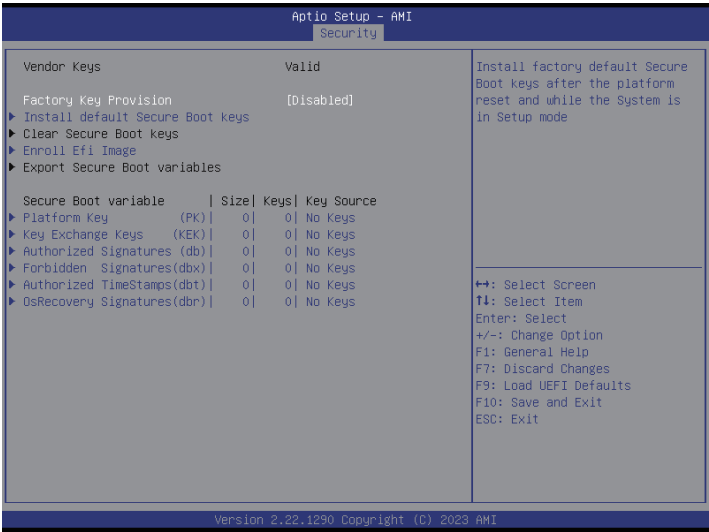 Aptio Setup – AMI
Security
Vendor Keys Valid
Factory Key Provision [Disabled]
Install default Secure Boot keys
Clear Secure Boot keys
Enroll Efi Image
Export Secure Boot variables
Secure Boot variable | Size| Keys| Key Source
Platform Key (PK)| 0| 0| No Keys
Key Exchange Keys (KEK)| 0| 0| No Keys
Authorized Signatures (db)| 0| 0| No Keys
Forbidden Signatures(dbx)| 0| 0| No Keys
Authorized TimeStamps(dbt)| 0| 0| No Keys
OsRecovery Signatures(dbr)| 0| 0| No Keys
Install factory default Secure
Boot keys after the platform
reset and while the System is
in Setup mode
↔: Select Screen
↑↓: Select Item
Enter: Select
+/-: Change Option
F1: General Help
F7: Discard Changes
F9: Load UEFI Defaults
F10: Save and Exit
ESC: Exit
Version 2.22.1290 Copyright (C) 2023 AMI